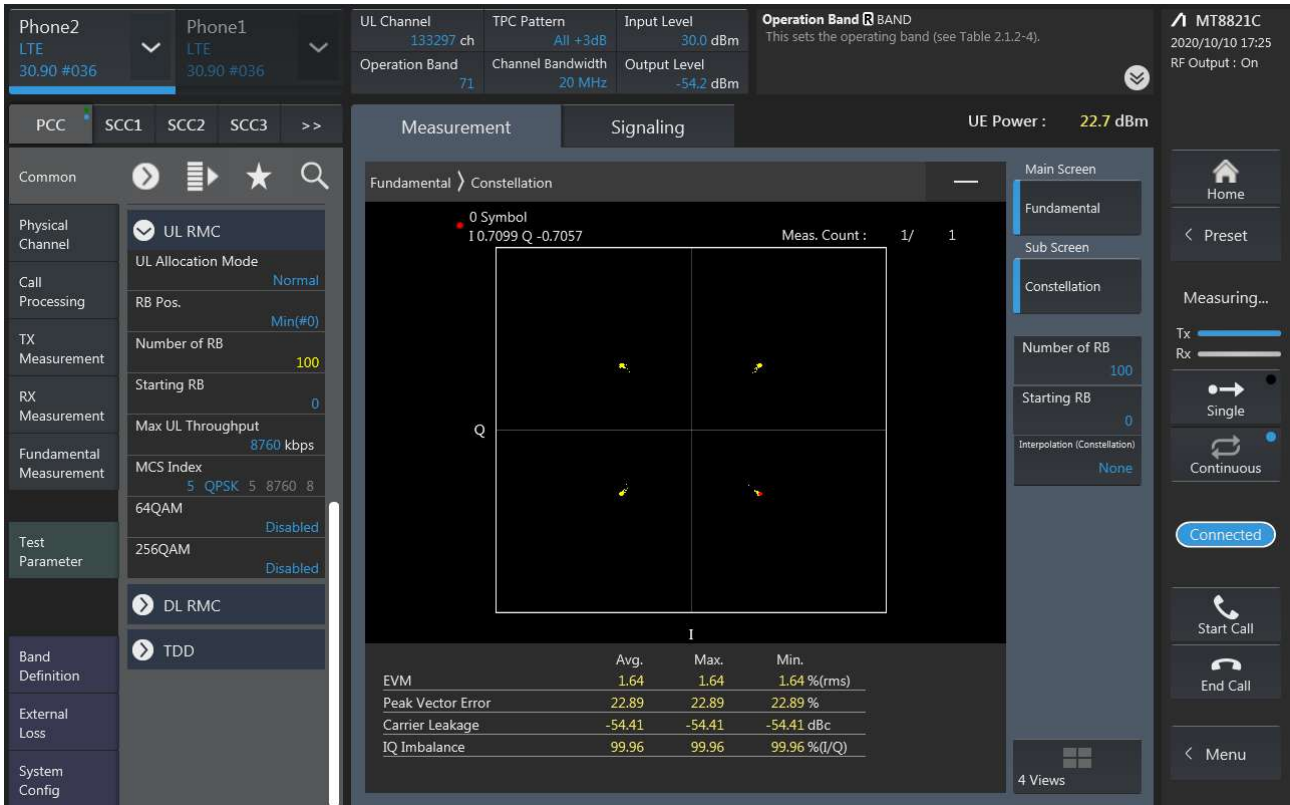 Phone2
LTE
30.90 #036
Phone1
LTE
30.90 #036
UL Channel
133297 ch
TPC Pattern
All +3dB
Input Level
30.0 dBm
Operation Band
71
Channel Bandwidth
20 MHz
Output Level
-54.2 dBm
Operation Band R BAND
This sets the operating band (see Table 2.1.2-4).
MT8821C
2020/10/10 17:25
RF Output : On
PCC
SCC1
SCC2
SCC3
>>
Measurement
Signaling
UE Power : 22.7 dBm
Common
Physical
Channel
Call
Processing
TX
Measurement
RX
Measurement
Fundamental
Measurement
Test
Parameter
Band
Definition
External
Loss
System
Config
UL RMC
UL Allocation Mode
Normal
RB Pos.
Min(#0)
Number of RB
100
Starting RB
0
Max UL Throughput
8760 kbps
MCS Index
5 QPSK 5 8760 8
64QAM
Disabled
256QAM
Disabled
DL RMC
TDD
Fundamental 〉 Constellation
0 Symbol
I 0.7099 Q -0.7057
Meas. Count : 1/ 1
Q
I
Avg. Max. Min.
EVM 1.64 1.64 1.64 %(rms)
Peak Vector Error 22.89 22.89 22.89 %
Carrier Leakage -54.41 -54.41 -54.41 dBc
IQ Imbalance 99.96 99.96 99.96 %(I/Q)
Main Screen
Fundamental
Sub Screen
Constellation
Number of RB
100
Starting RB
0
Interpolation (Constellation)
None
4 Views
Home
< Preset
Measuring...
Tx
Rx
Single
Continuous
Connected
Start Call
End Call
< Menu